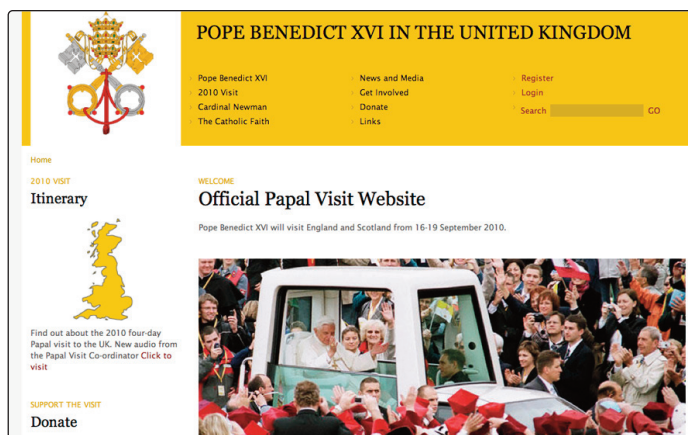 POPE BENEDICT XVI IN THE UNITED KINGDOM
Pope Benedict XVI
2010 Visit
Cardinal Newman
The Catholic Faith
News and Media
Get Involved
Donate
Links
Register
Login
Search GO
Home
2010 VISIT
Itinerary
Find out about the 2010 four-day
Papal visit to the UK. New audio from
the Papal Visit Co-ordinator Click to
visit
SUPPORT THE VISIT
Donate
WELCOME
Official Papal Visit Website
Pope Benedict XVI will visit England and Scotland from 16-19 September 2010.